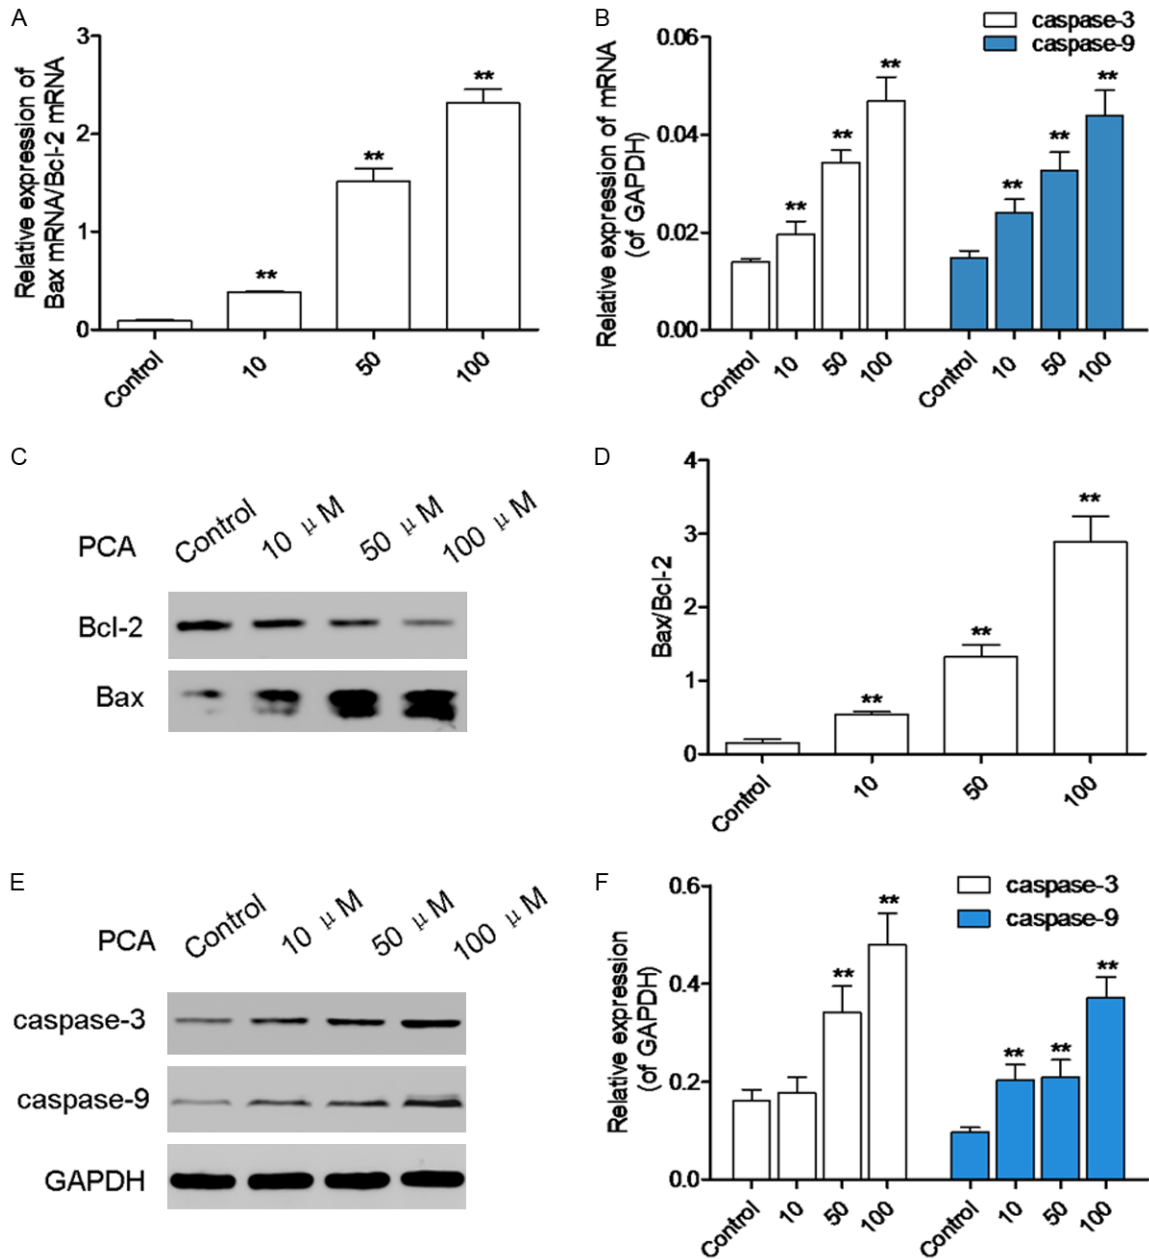 A
Relative expression of
Bax mRNA/Bcl-2 mRNA
3
2
1
0
**
**
**
Control
10
50
100
B
caspase-3
caspase-9
Relative expression of mRNA
(of GAPDH)
0.06
0.04
0.02
0.00
**
**
**
**
**
**
Control
10
50
100
Control
10
50
100
C
PCA
Control
10 μM
50 μM
100 μM
Bcl-2
Bax
D
Bax/Bcl-2
4
3
2
1
0
**
**
**
Control
10
50
100
E
PCA
Control
10 μM
50 μM
100 μM
caspase-3
caspase-9
GAPDH
F
caspase-3
caspase-9
Relative expression
(of GAPDH)
0.6
0.4
0.2
0.0
**
**
**
**
**
Control
10
50
100
Control
10
50
100